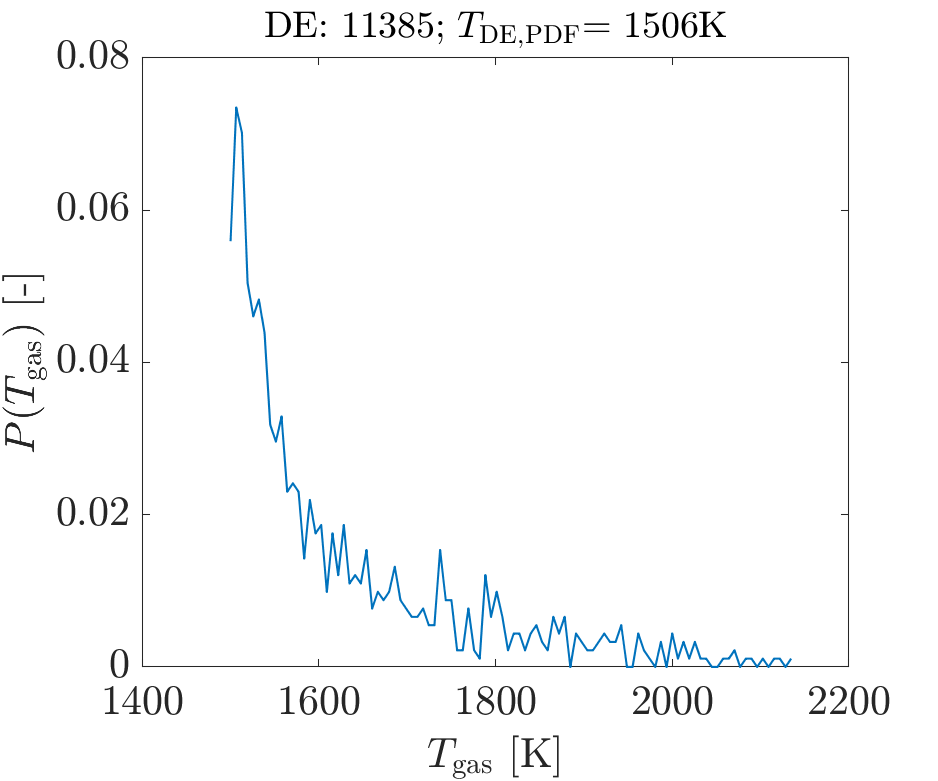 DE: 11385; T_DE,PDF= 1506K
0.08
0.06
0.04
0.02
0
P(T_gas) [-]
1400 1600 1800 2000 2200
T_gas [K]